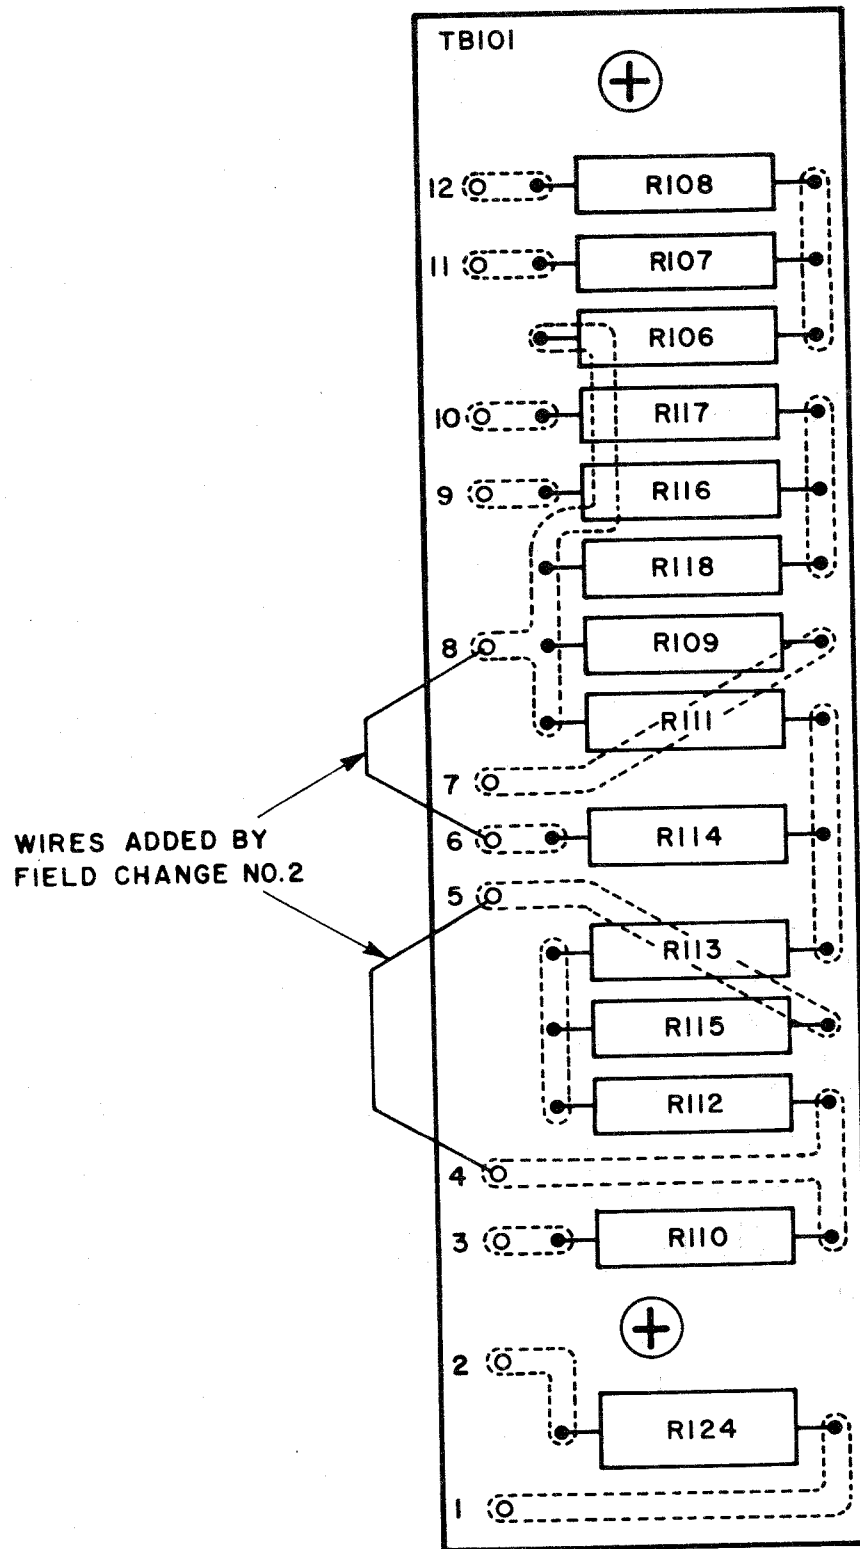 TB101
12 R108
11 R107
R106
10 R117
9 R116
R118
8 R109
R111
7
6 R114
WIRES ADDED BY
FIELD CHANGE NO.2
5
R113
R115
R112
4
3 R110
2
R124
1